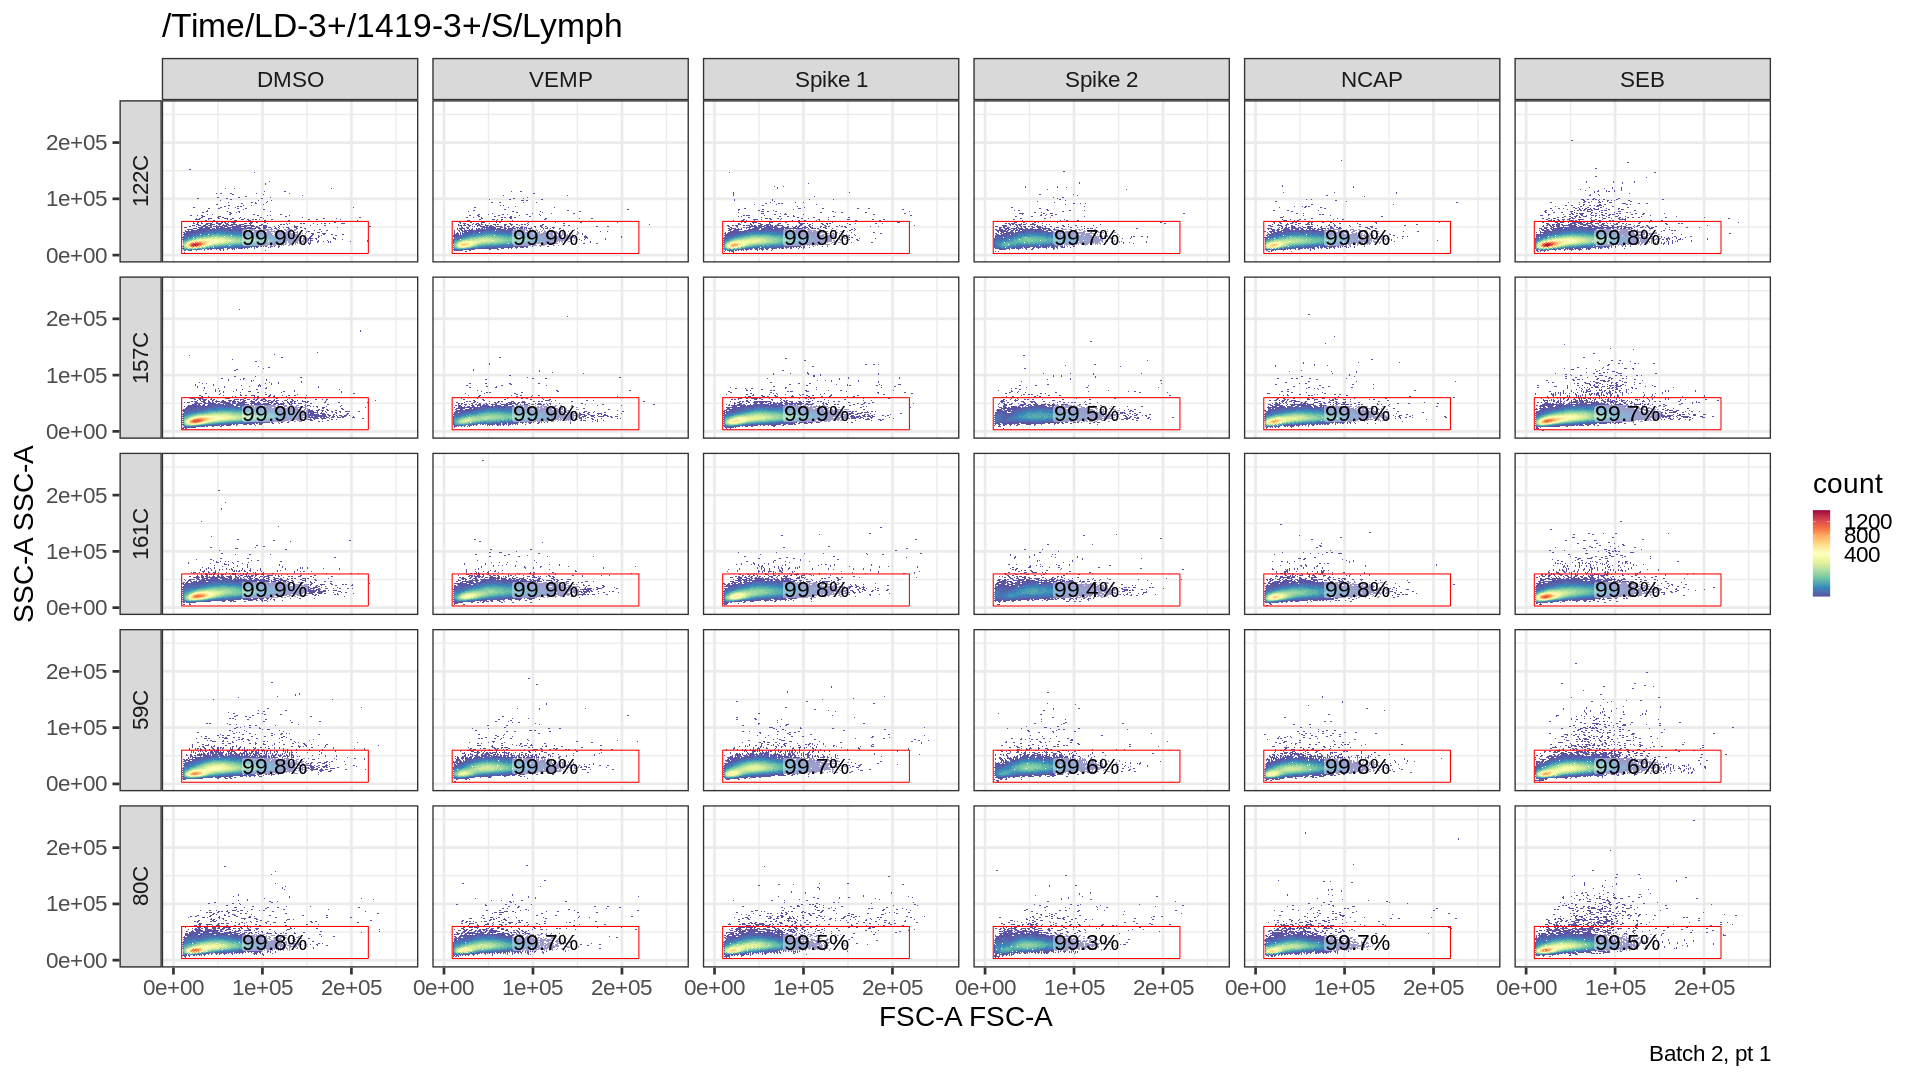 /Time/LD-3+/1419-3+/S/Lymph
DMSO VEMP Spike 1 Spike 2 NCAP SEB
2e+05
1e+05
0e+00
122C
99.9% 99.9% 99.9% 99.7% 99.9% 99.8%
2e+05
1e+05
0e+00
157C
99.9% 99.9% 99.9% 99.5% 99.9% 99.7%
2e+05
1e+05
0e+00
161C
99.9% 99.9% 99.8% 99.4% 99.8% 99.8%
2e+05
1e+05
0e+00
59C
99.8% 99.8% 99.7% 99.6% 99.8% 99.6%
2e+05
1e+05
0e+00
80C
99.8% 99.7% 99.5% 99.3% 99.7% 99.5%
0e+00 1e+05 2e+05 0e+00 1e+05 2e+05 0e+00 1e+05 2e+05 0e+00 1e+05 2e+05 0e+00 1e+05 2e+05 0e+00 1e+05 2e+05
FSC-A FSC-A
SSC-A SSC-A
count
1200
800
400
Batch 2, pt 1